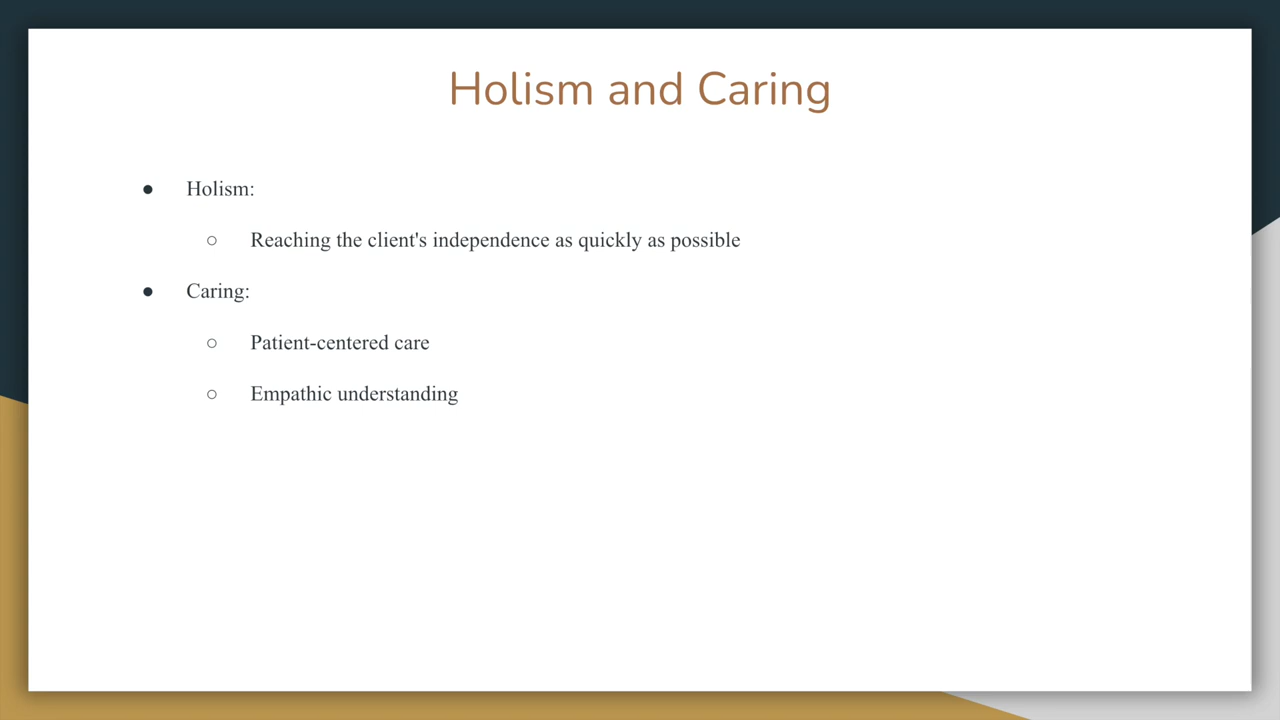 Holism and Caring
● Holism:
○ Reaching the client's independence as quickly as possible
● Caring:
○ Patient-centered care
○ Empathic understanding